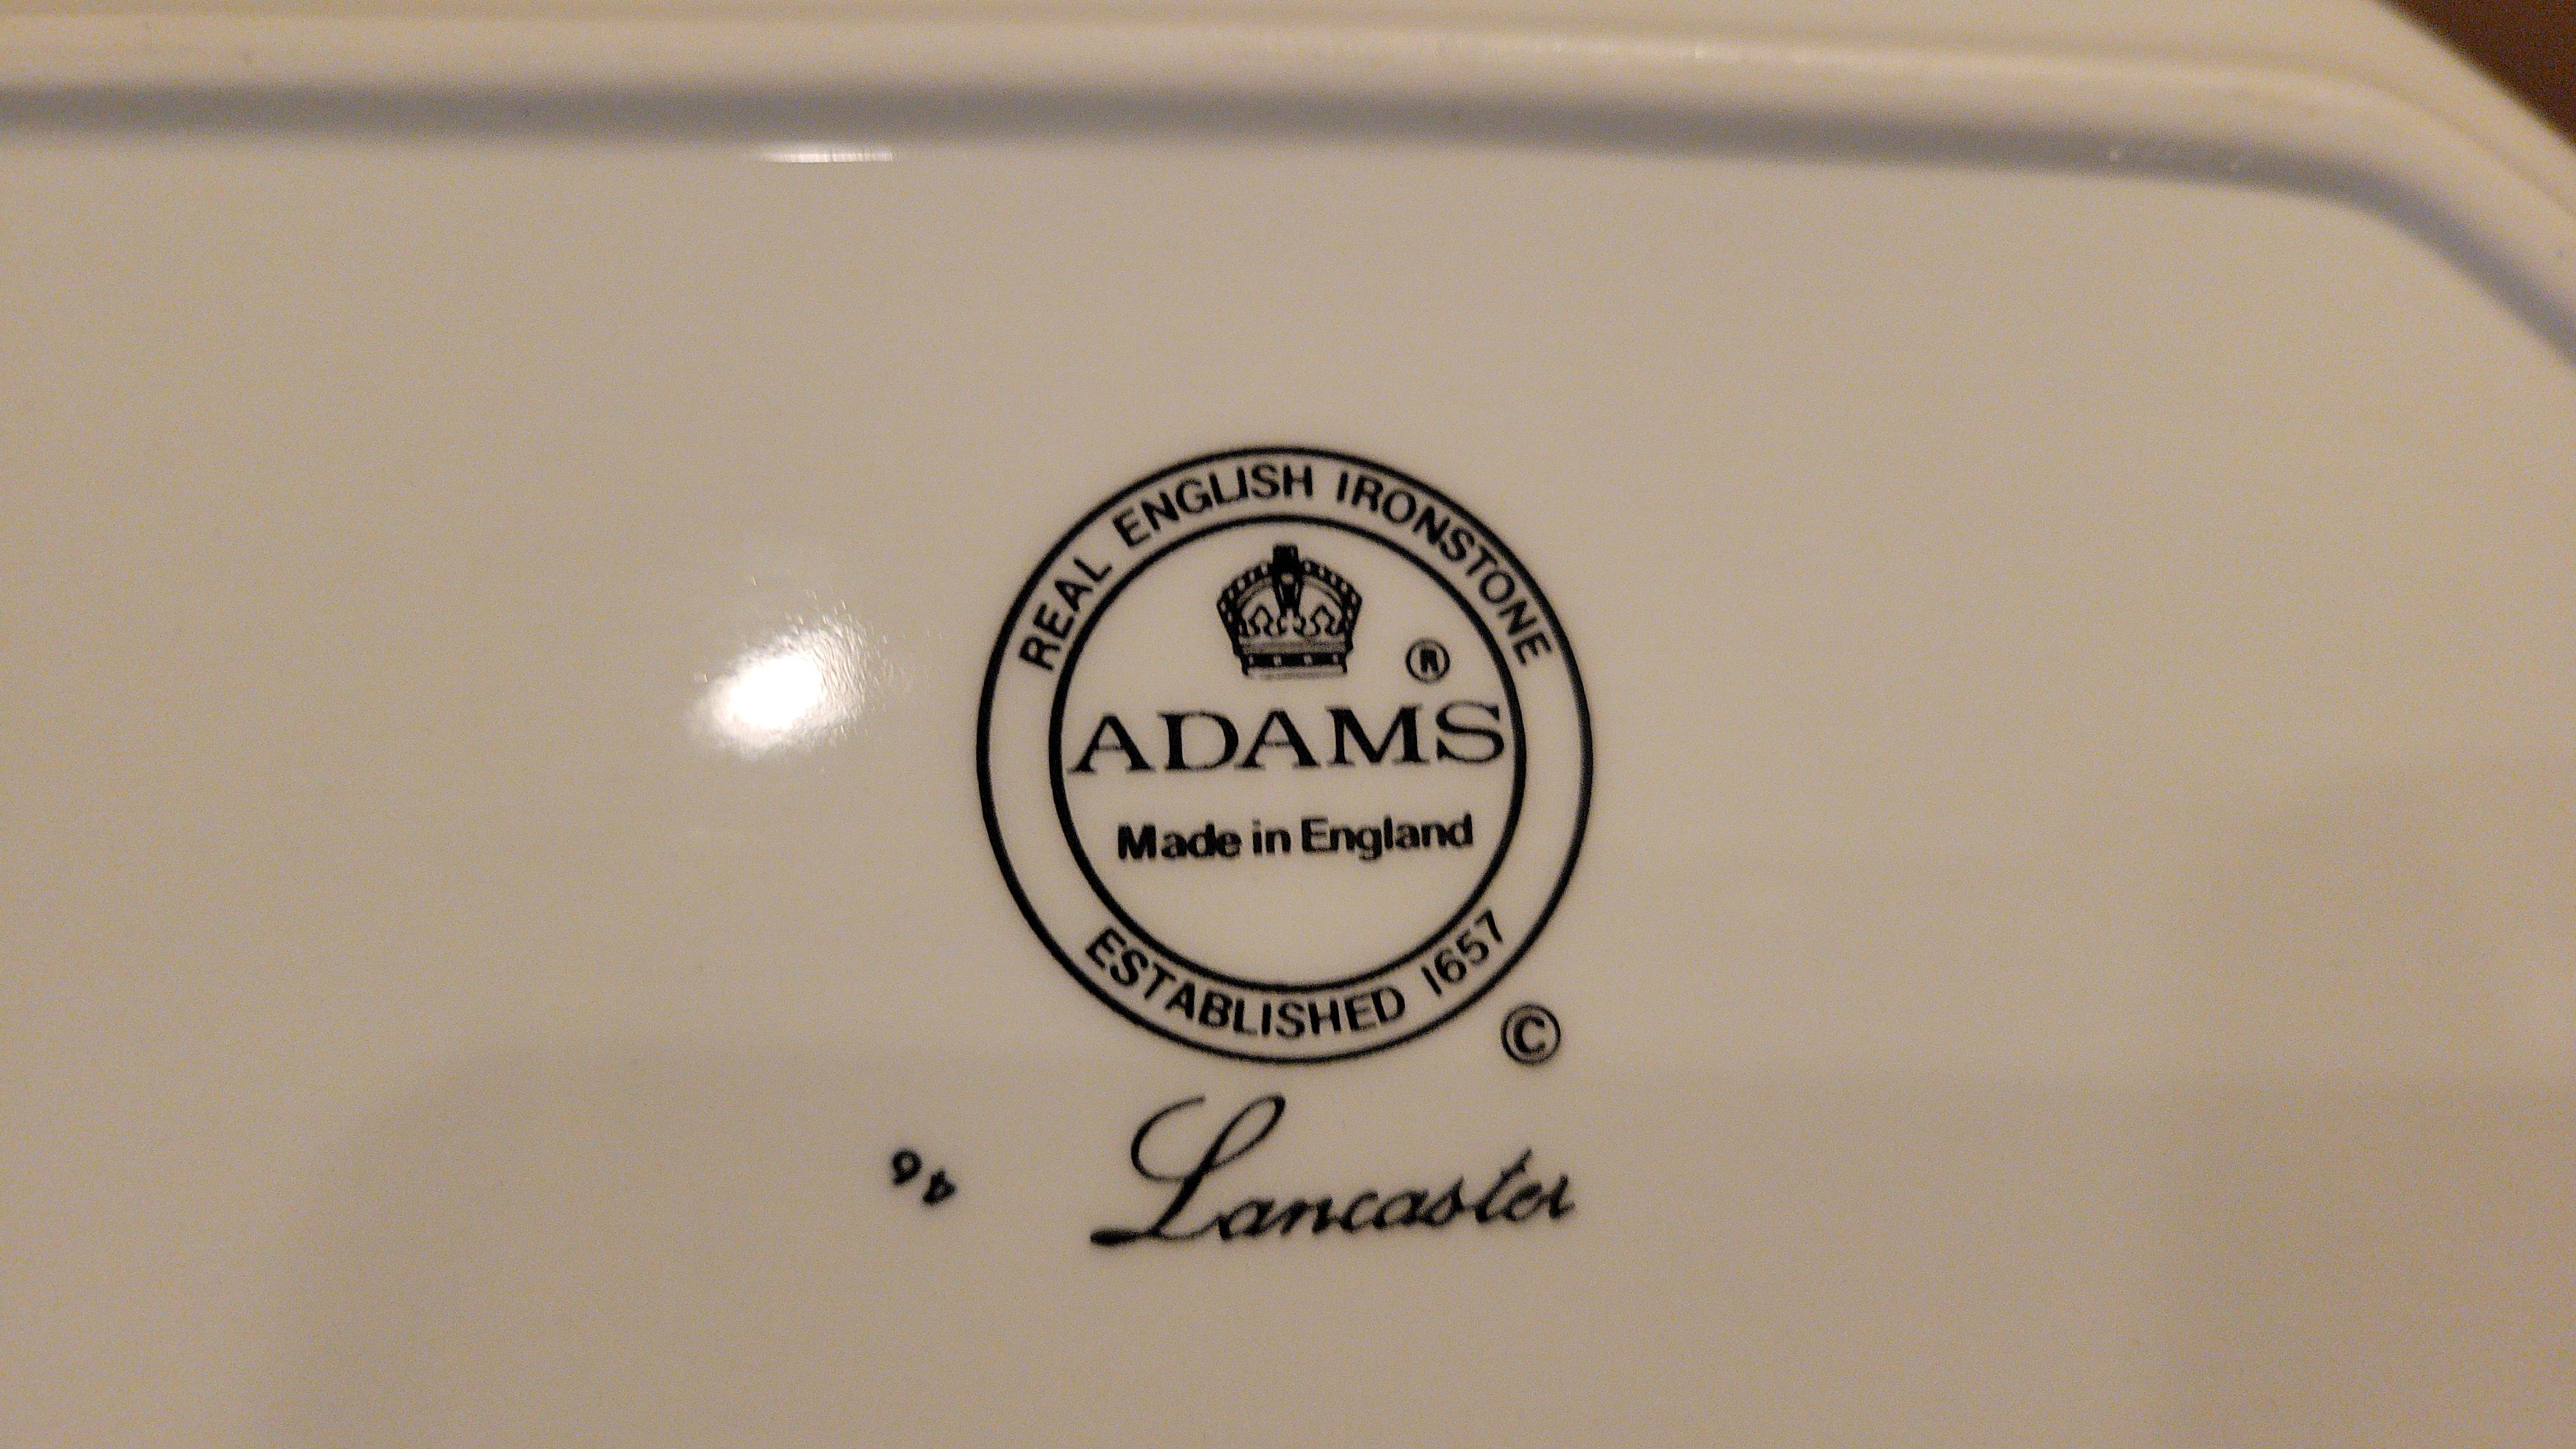 REAL ENGLISH IRONSTONE
®
ADAMS
Made in England
ESTABLISHED 1657
©
Lancaster
46